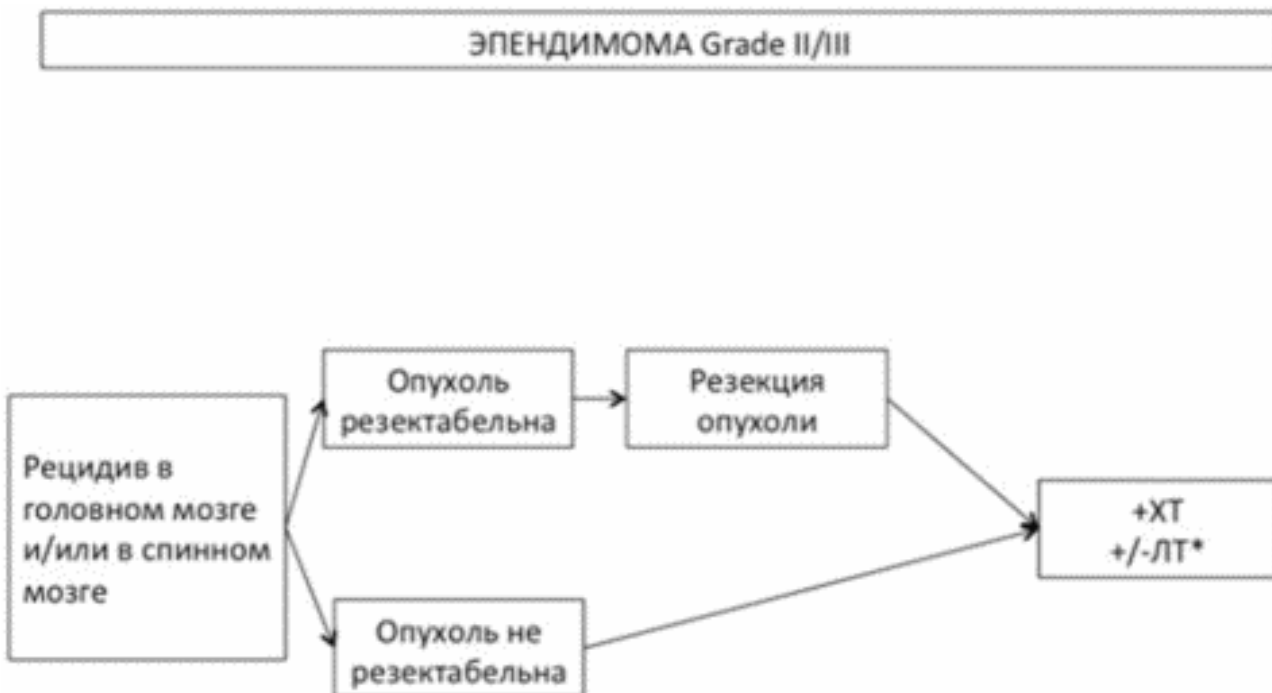 ЭПЕНДИМОМА Grade II/III
Опухоль
резектабельна
Резекция
опухоли
Рецидив в
головном мозге
и/или в спинном
мозге
+ХТ
+/-ЛТ*
Опухоль не
резектабельна